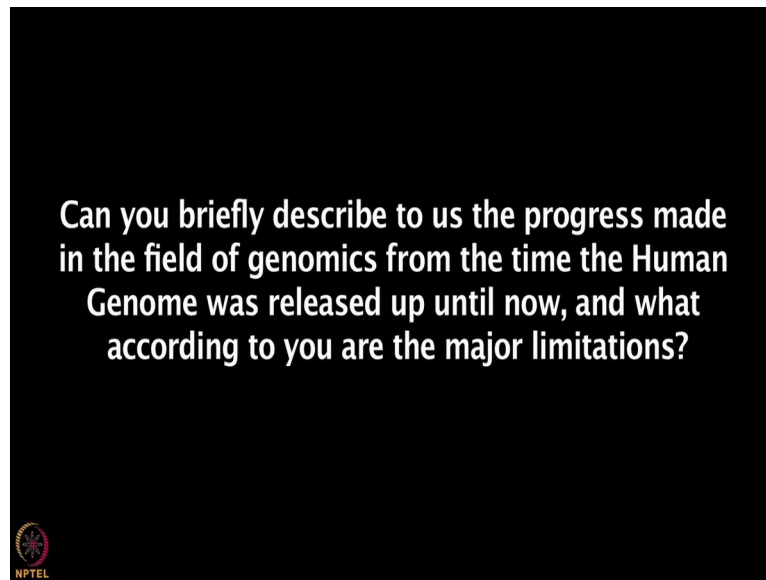 Can you briefly describe to us the progress made
in the field of genomics from the time the Human
Genome was released up until now, and what
according to you are the major limitations?
NPTEL